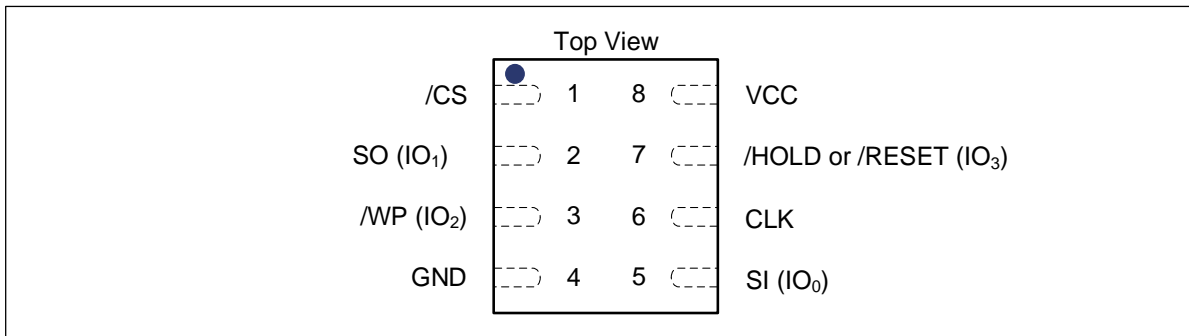 Top View
/CS 1 8 VCC
SO (IO₁) 2 7 /HOLD or /RESET (IO₃)
/WP (IO₂) 3 6 CLK
GND 4 5 SI (IO₀)